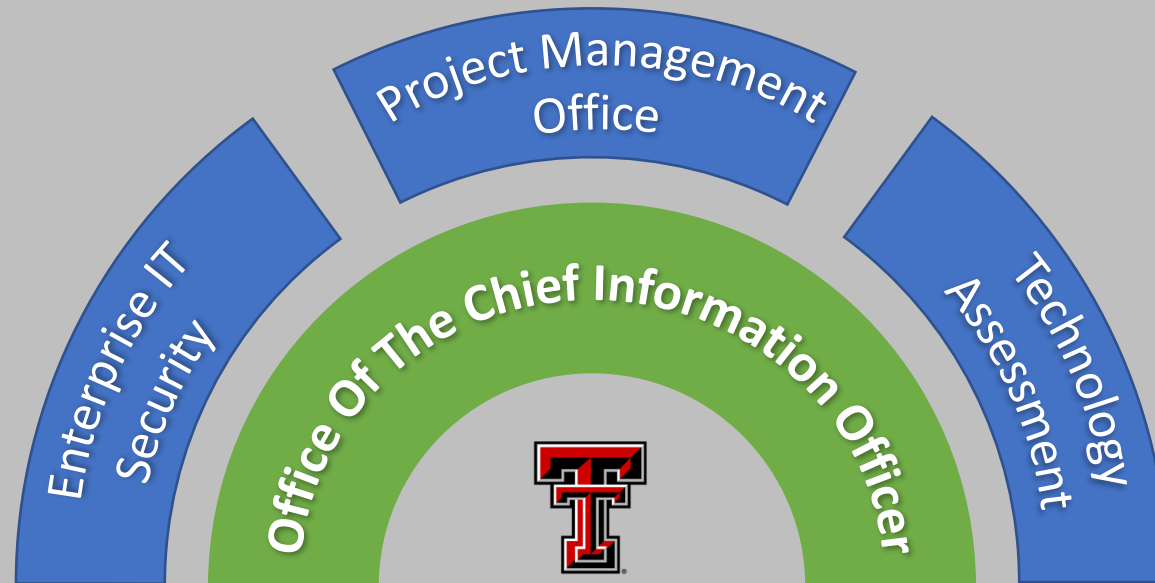 Project Management
Office
Enterprise IT
Security
Technology
Assessment
Office Of The Chief Information Officer